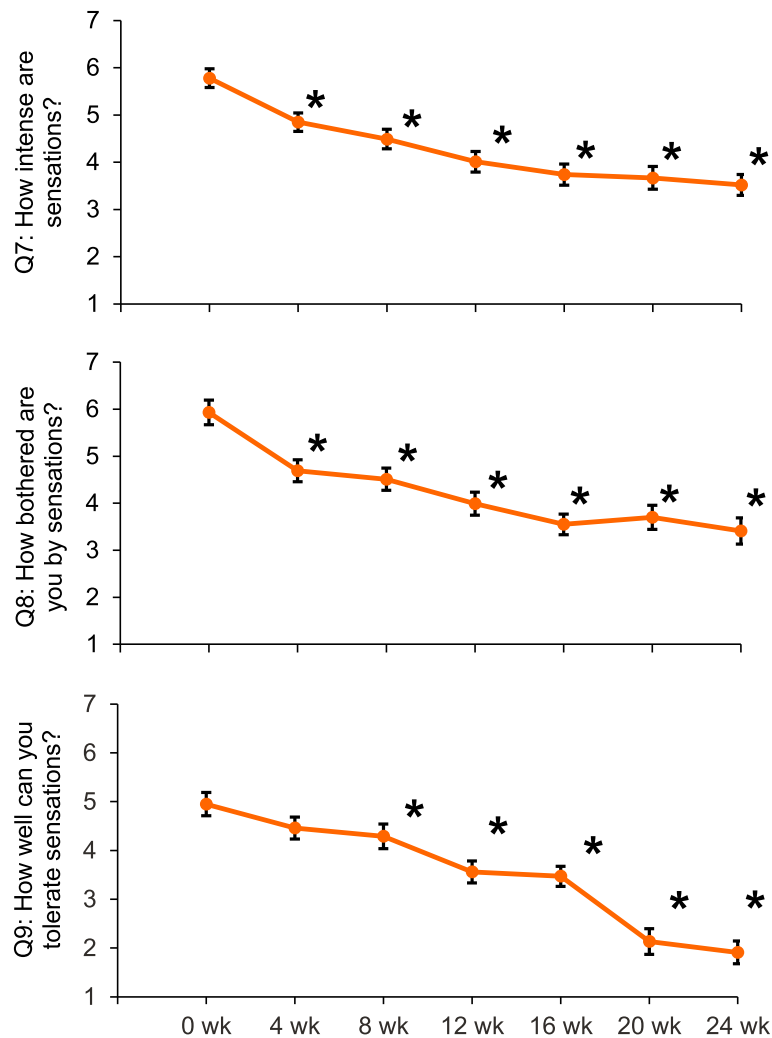 Q7: How intense are
sensations?
7
6
5
4
3
2
1
* * * * * *
Q8: How bothered are
you by sensations?
7
6
5
4
3
2
1
* * * * * *
Q9: How well can you
tolerate sensations?
7
6
5
4
3
2
1
* * * * *
0 wk 4 wk 8 wk 12 wk 16 wk 20 wk 24 wk